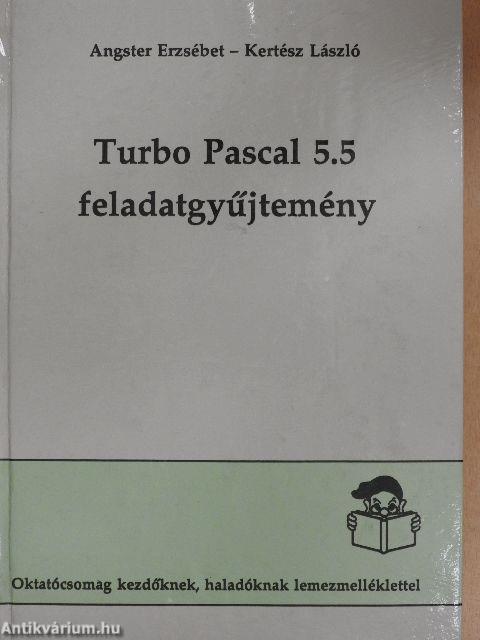 Angster Erzsébet – Kertész László
Turbo Pascal 5.5
feladatgyűjtemény
Oktatócsomag kezdőknek, haladóknak lemezmelléklettel
Antikvárium.hu